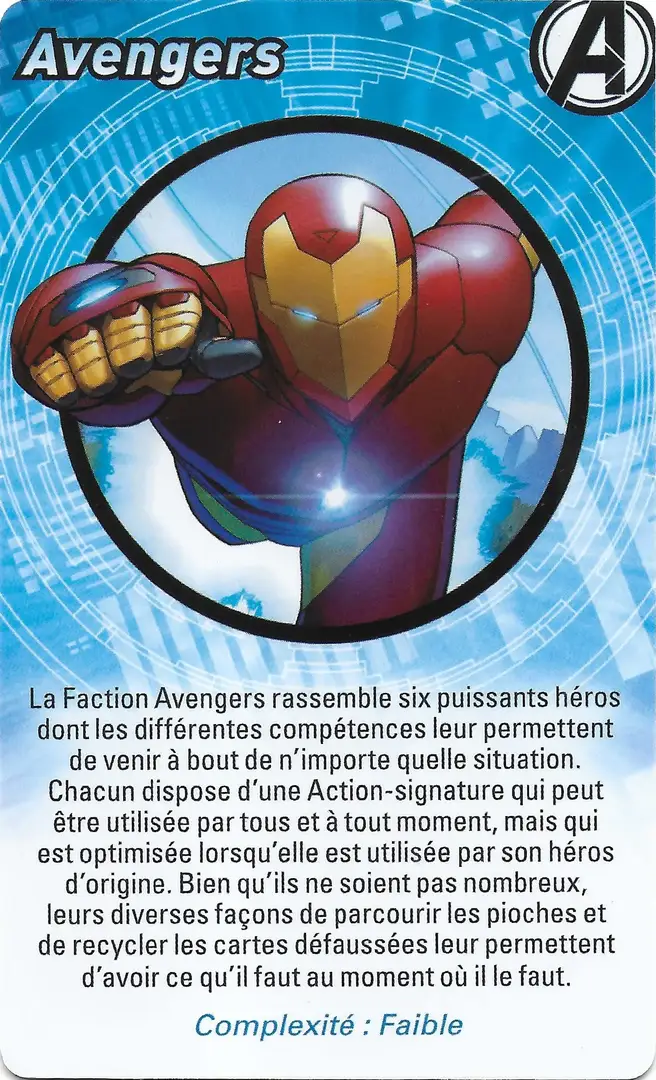 Avengers
La Faction Avengers rassemble six puissants héros
dont les différentes compétences leur permettent
de venir à bout de n'importe quelle situation.
Chacun dispose d'une Action-signature qui peut
être utilisée par tous et à tout moment, mais qui
est optimisée lorsqu'elle est utilisée par son héros
d'origine. Bien qu'ils ne soient pas nombreux,
leurs diverses façons de parcourir les pioches et
de recycler les cartes défaussées leur permettent
d'avoir ce qu'il faut au moment où il le faut.
Complexité : Faible